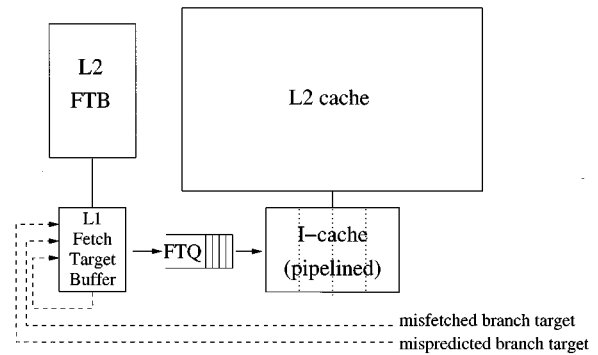 L2
FTB
L2 cache
L1
Fetch
Target
Buffer
FTQ
I-cache
(pipelined)
misfetched branch target
mispredicted branch target